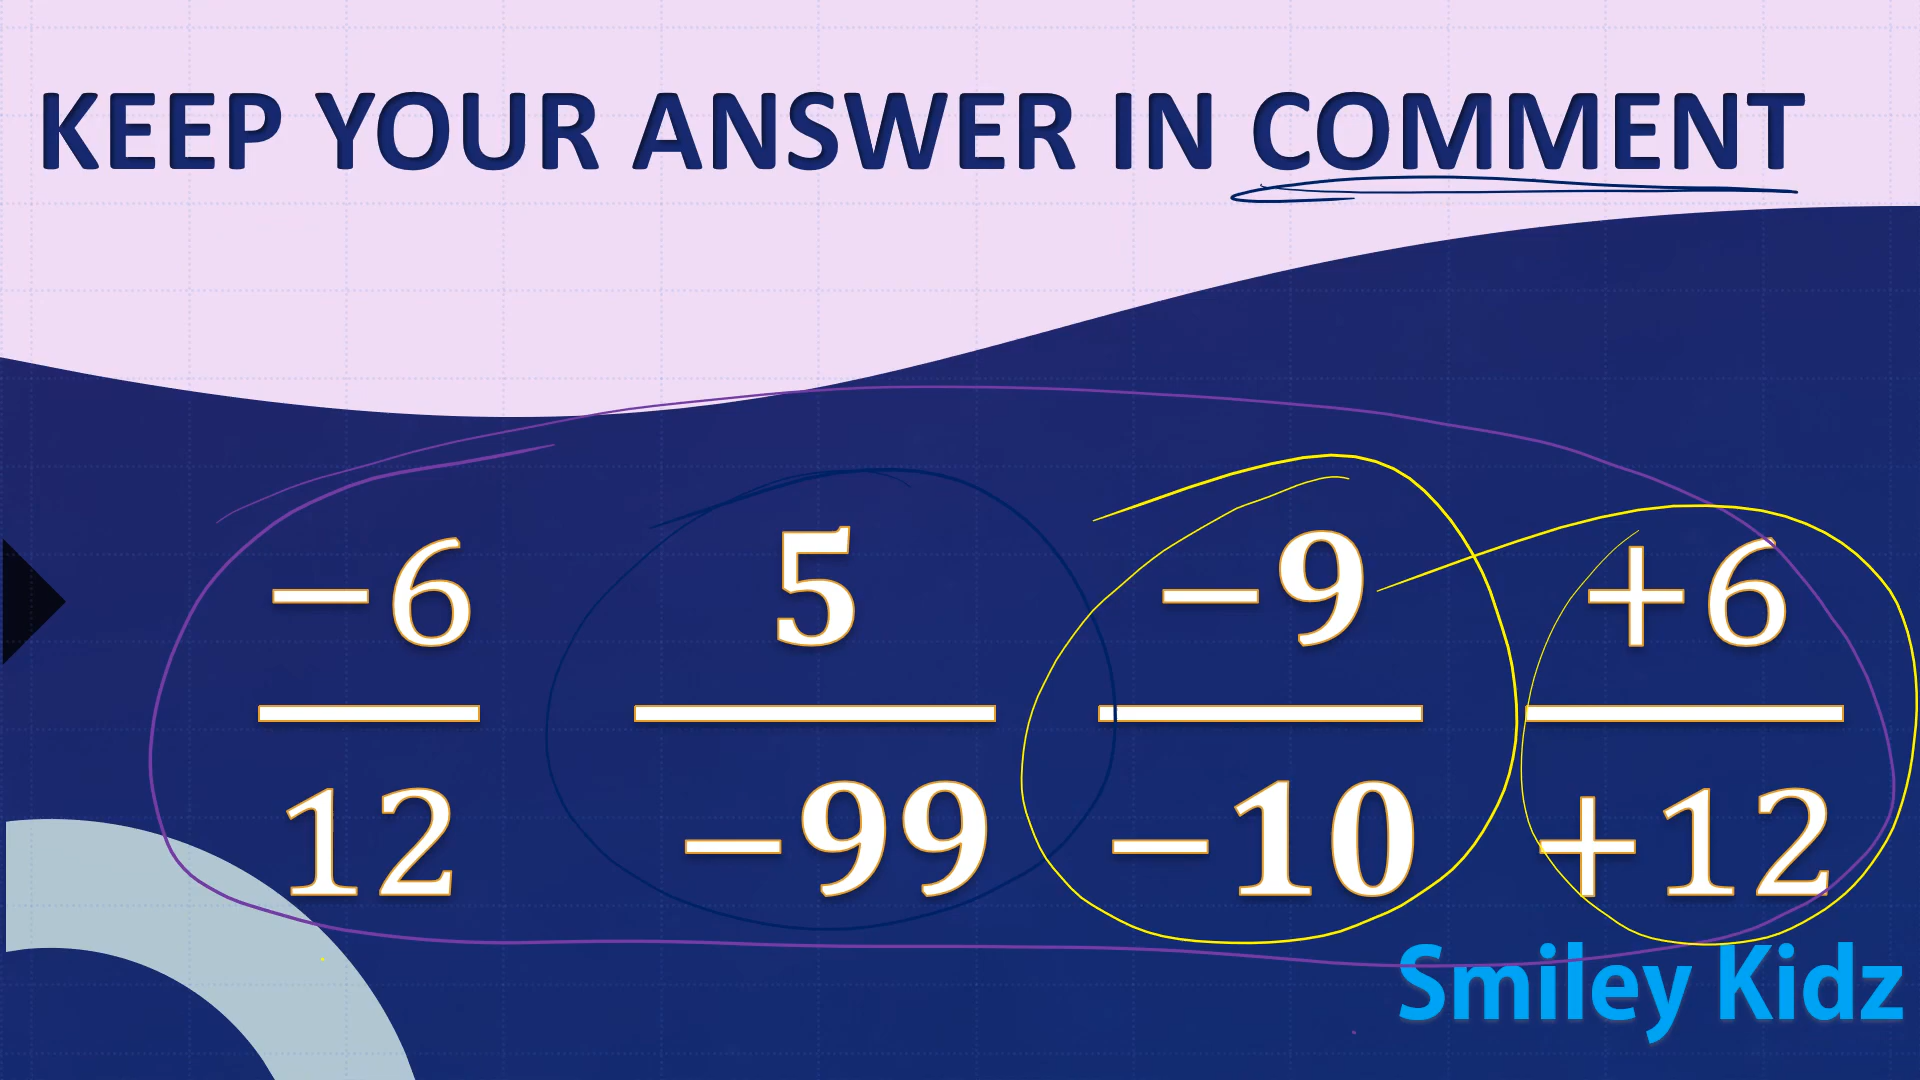 KEEP YOUR ANSWER IN COMMENT
−6 5 −9 +6
12 −99 −10 +12
Smiley Kidz